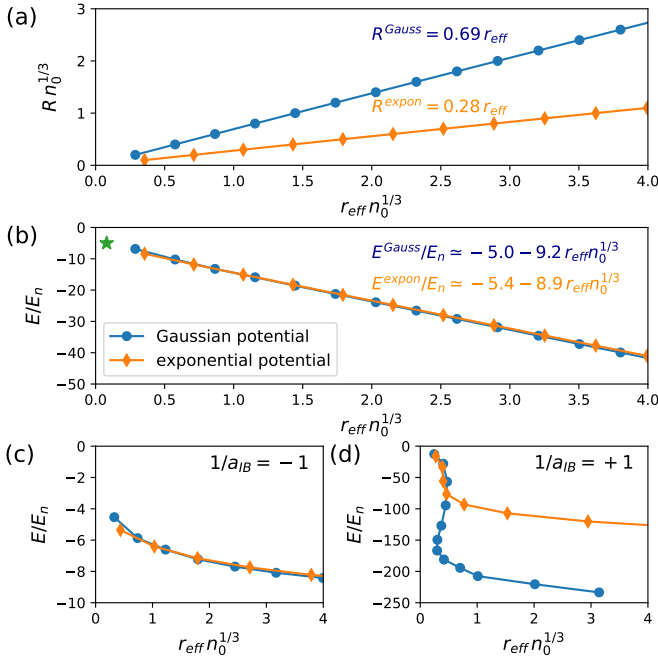 (a)
R^{Gauss} = 0.69 r_{eff}
R^{expon} = 0.28 r_{eff}
R n_0^{1/3}
3
2
1
0
0.0 0.5 1.0 1.5 2.0 2.5 3.0 3.5 4.0
r_{eff} n_0^{1/3}
(b)
E^{Gauss}/E_n ≃ −5.0 − 9.2 r_{eff} n_0^{1/3}
E^{expon}/E_n ≃ −5.4 − 8.9 r_{eff} n_0^{1/3}
Gaussian potential
exponential potential
E/E_n
0
−10
−20
−30
−40
−50
0.0 0.5 1.0 1.5 2.0 2.5 3.0 3.5 4.0
r_{eff} n_0^{1/3}
(c)
1/a_{IB} = −1
E/E_n
0
−2
−4
−6
−8
−10
0 1 2 3 4
r_{eff} n_0^{1/3}
(d)
1/a_{IB} = +1
E/E_n
0
−50
−100
−150
−200
−250
0 1 2 3 4
r_{eff} n_0^{1/3}